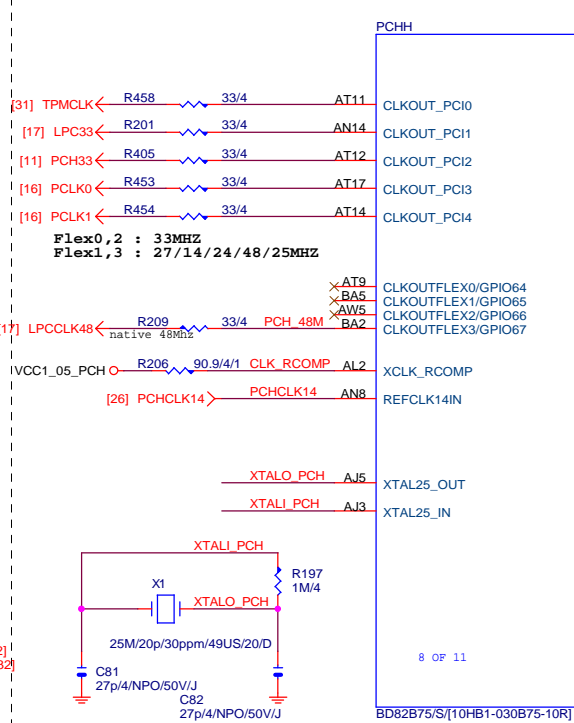 PCHH
[31] TPMCLK R458 33/4 AT11 CLKOUT_PCI0
[17] LPC33 R201 33/4 AN14 CLKOUT_PCI1
[11] PCH33 R405 33/4 AT12 CLKOUT_PCI2
[16] PCLK0 R453 33/4 AT17 CLKOUT_PCI3
[16] PCLK1 R454 33/4 AT14 CLKOUT_PCI4
Flex0,2 : 33MHZ
Flex1,3 : 27/14/24/48/25MHZ
AT9 CLKOUTFLEX0/GPIO64
BA5 CLKOUTFLEX1/GPIO65
AW5 CLKOUTFLEX2/GPIO66
[17] LPCCLK48 R209 33/4 PCH_48M BA2 CLKOUTFLEX3/GPIO67
native 48Mhz
VCC1_05_PCH R206 90.9/4/1 CLK_RCOMP AL2 XCLK_RCOMP
[26] PCHCLK14 PCHCLK14 AN8 REFCLK14IN
XTALO_PCH AJ5 XTAL25_OUT
XTALI_PCH AJ3 XTAL25_IN
XTALI_PCH
R197
1M/4
X1
XTALO_PCH
25M/20p/30ppm/49US/20/D
8 OF 11
C81
27p/4/NPO/50V/J
C82
27p/4/NPO/50V/J
BD82B75/S/[10HB1-030B75-10R]